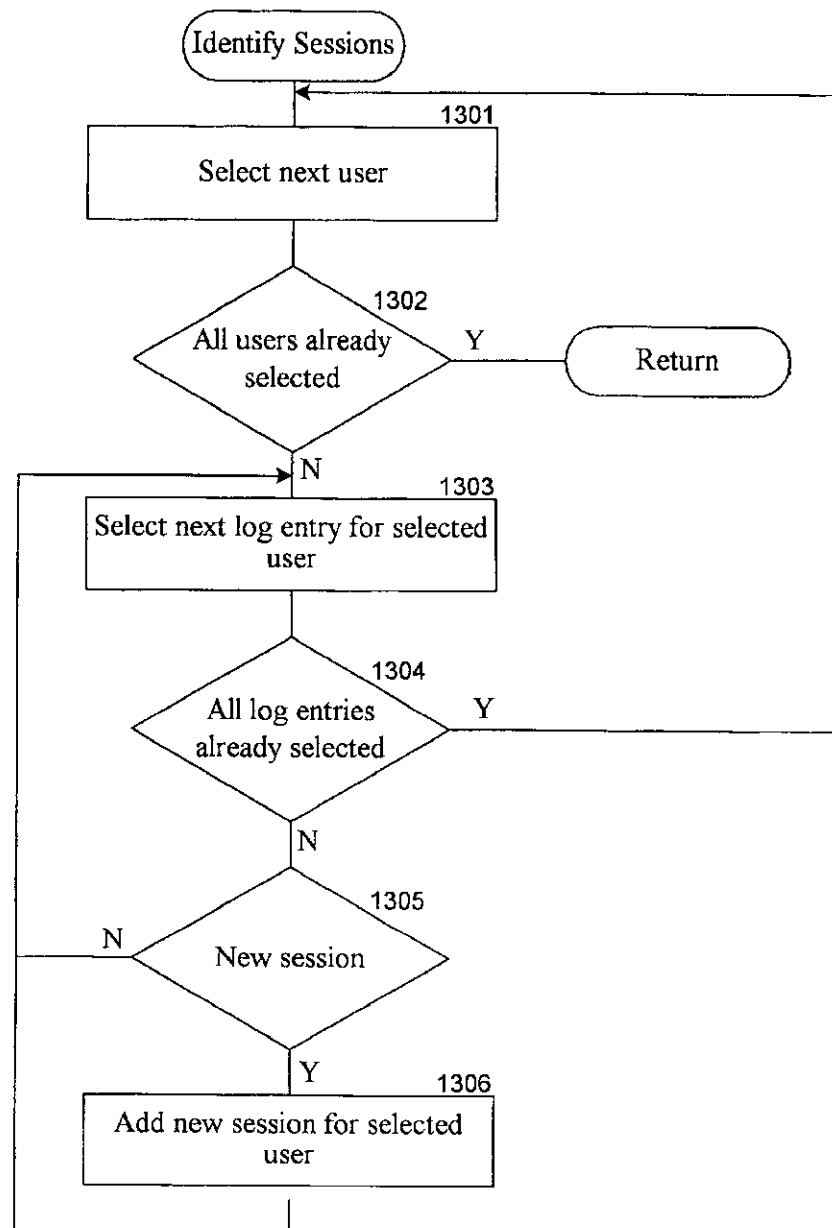 Identify Sessions
1301
Select next user
1302
All users already
selected
Y
Return
N
1303
Select next log entry for selected
user
1304
All log entries
already selected
Y
N
1305
N
New session
Y
1306
Add new session for selected
user